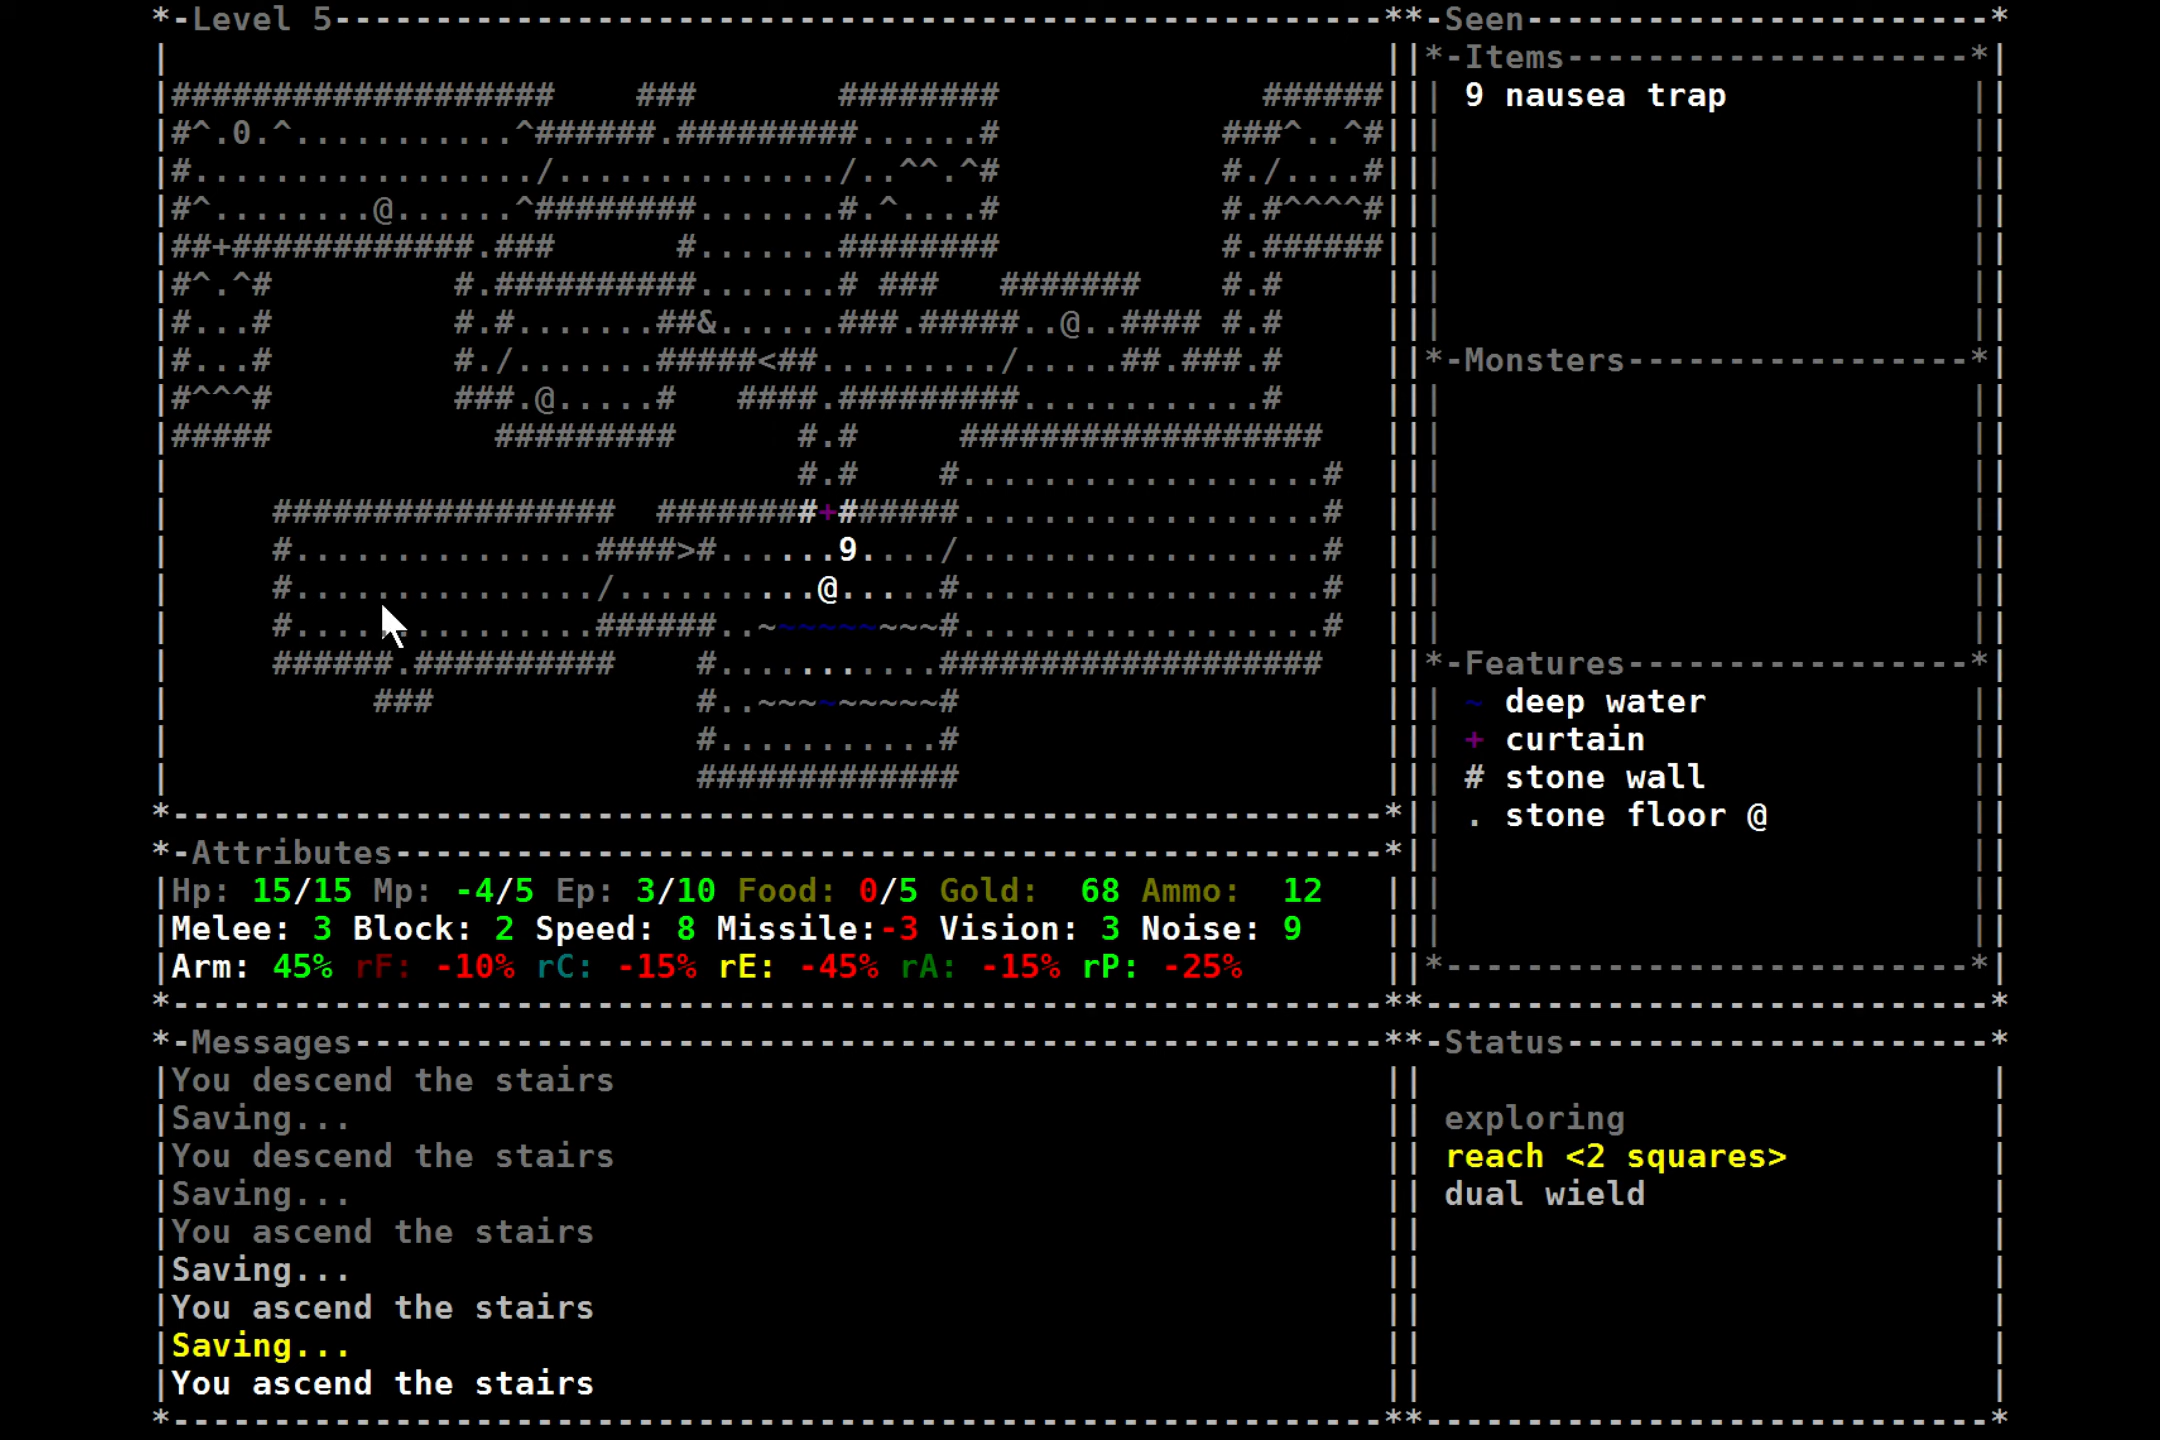 *-Level 5----------------------------------------------------**-Seen-----------------------*
|                                                             ||*-Items--------------------*|
|###################    ###       ########             ######||| 9 nausea trap            ||
|#^.0.^...........^######.#########......#           ###^..^#|||                          ||
|#................./............../..^^.^#           #./....#|||                          ||
|#^........@......^########.......#.^....#           #.#^^^^#|||                          ||
|##+############.###      #.......########           #.######|||                          ||
|#^.^#         #.##########.......# ###   #######    #.#     |||                          ||
|#...#         #.#.......##&......###.#####..@..#### #.#     |||                          ||
|#...#         #./.......#####<##........./.....##.###.#     ||*-Monsters-----------------*|
|#^^^#         ###.@.....#   ####.#########............#     |||                          ||
|#####           #########      #.#     ##################   |||                          ||
|                               #.#    #..................#  |||                          ||
|     #################  ########+######..................#  |||                          ||
|     #...............####>#......9..../..................#  |||                          ||
|     #.............../..........@.....#..................#  |||                          ||
|     #...............######..~~~~~~~~~#..................#  |||                          ||
|     ######.##########    #...........###################   ||*-Features-----------------*|
|          ###             #..~~~~~~~~~#                     ||| ~ deep water             ||
|                          #...........#                     ||| + curtain                ||
|                          #############                     ||| # stone wall             ||
*-------------------------------------------------------------*|| . stone floor @          ||
*-Attributes--------------------------------------------------*||                          ||
|Hp: 15/15 Mp: -4/5 Ep: 3/10 Food: 0/5 Gold:  68 Ammo:  12   |||                          ||
|Melee: 3 Block: 2 Speed: 8 Missile:-3 Vision: 3 Noise: 9    |||                          ||
|Arm: 45% rF: -10% rC: -15% rE: -45% rA: -15% rP: -25%       ||*---------------------------*|
*-------------------------------------------------------------**----------------------------*
*-Messages----------------------------------------------------**-Status---------------------*
|You descend the stairs                                      ||                            |
|Saving...                                                   || exploring                  |
|You descend the stairs                                      || reach <2 squares>          |
|Saving...                                                   || dual wield                 |
|You ascend the stairs                                       ||                            |
|Saving...                                                   ||                            |
|You ascend the stairs                                       ||                            |
|Saving...                                                   ||                            |
|You ascend the stairs                                       ||                            |
*-------------------------------------------------------------**----------------------------*